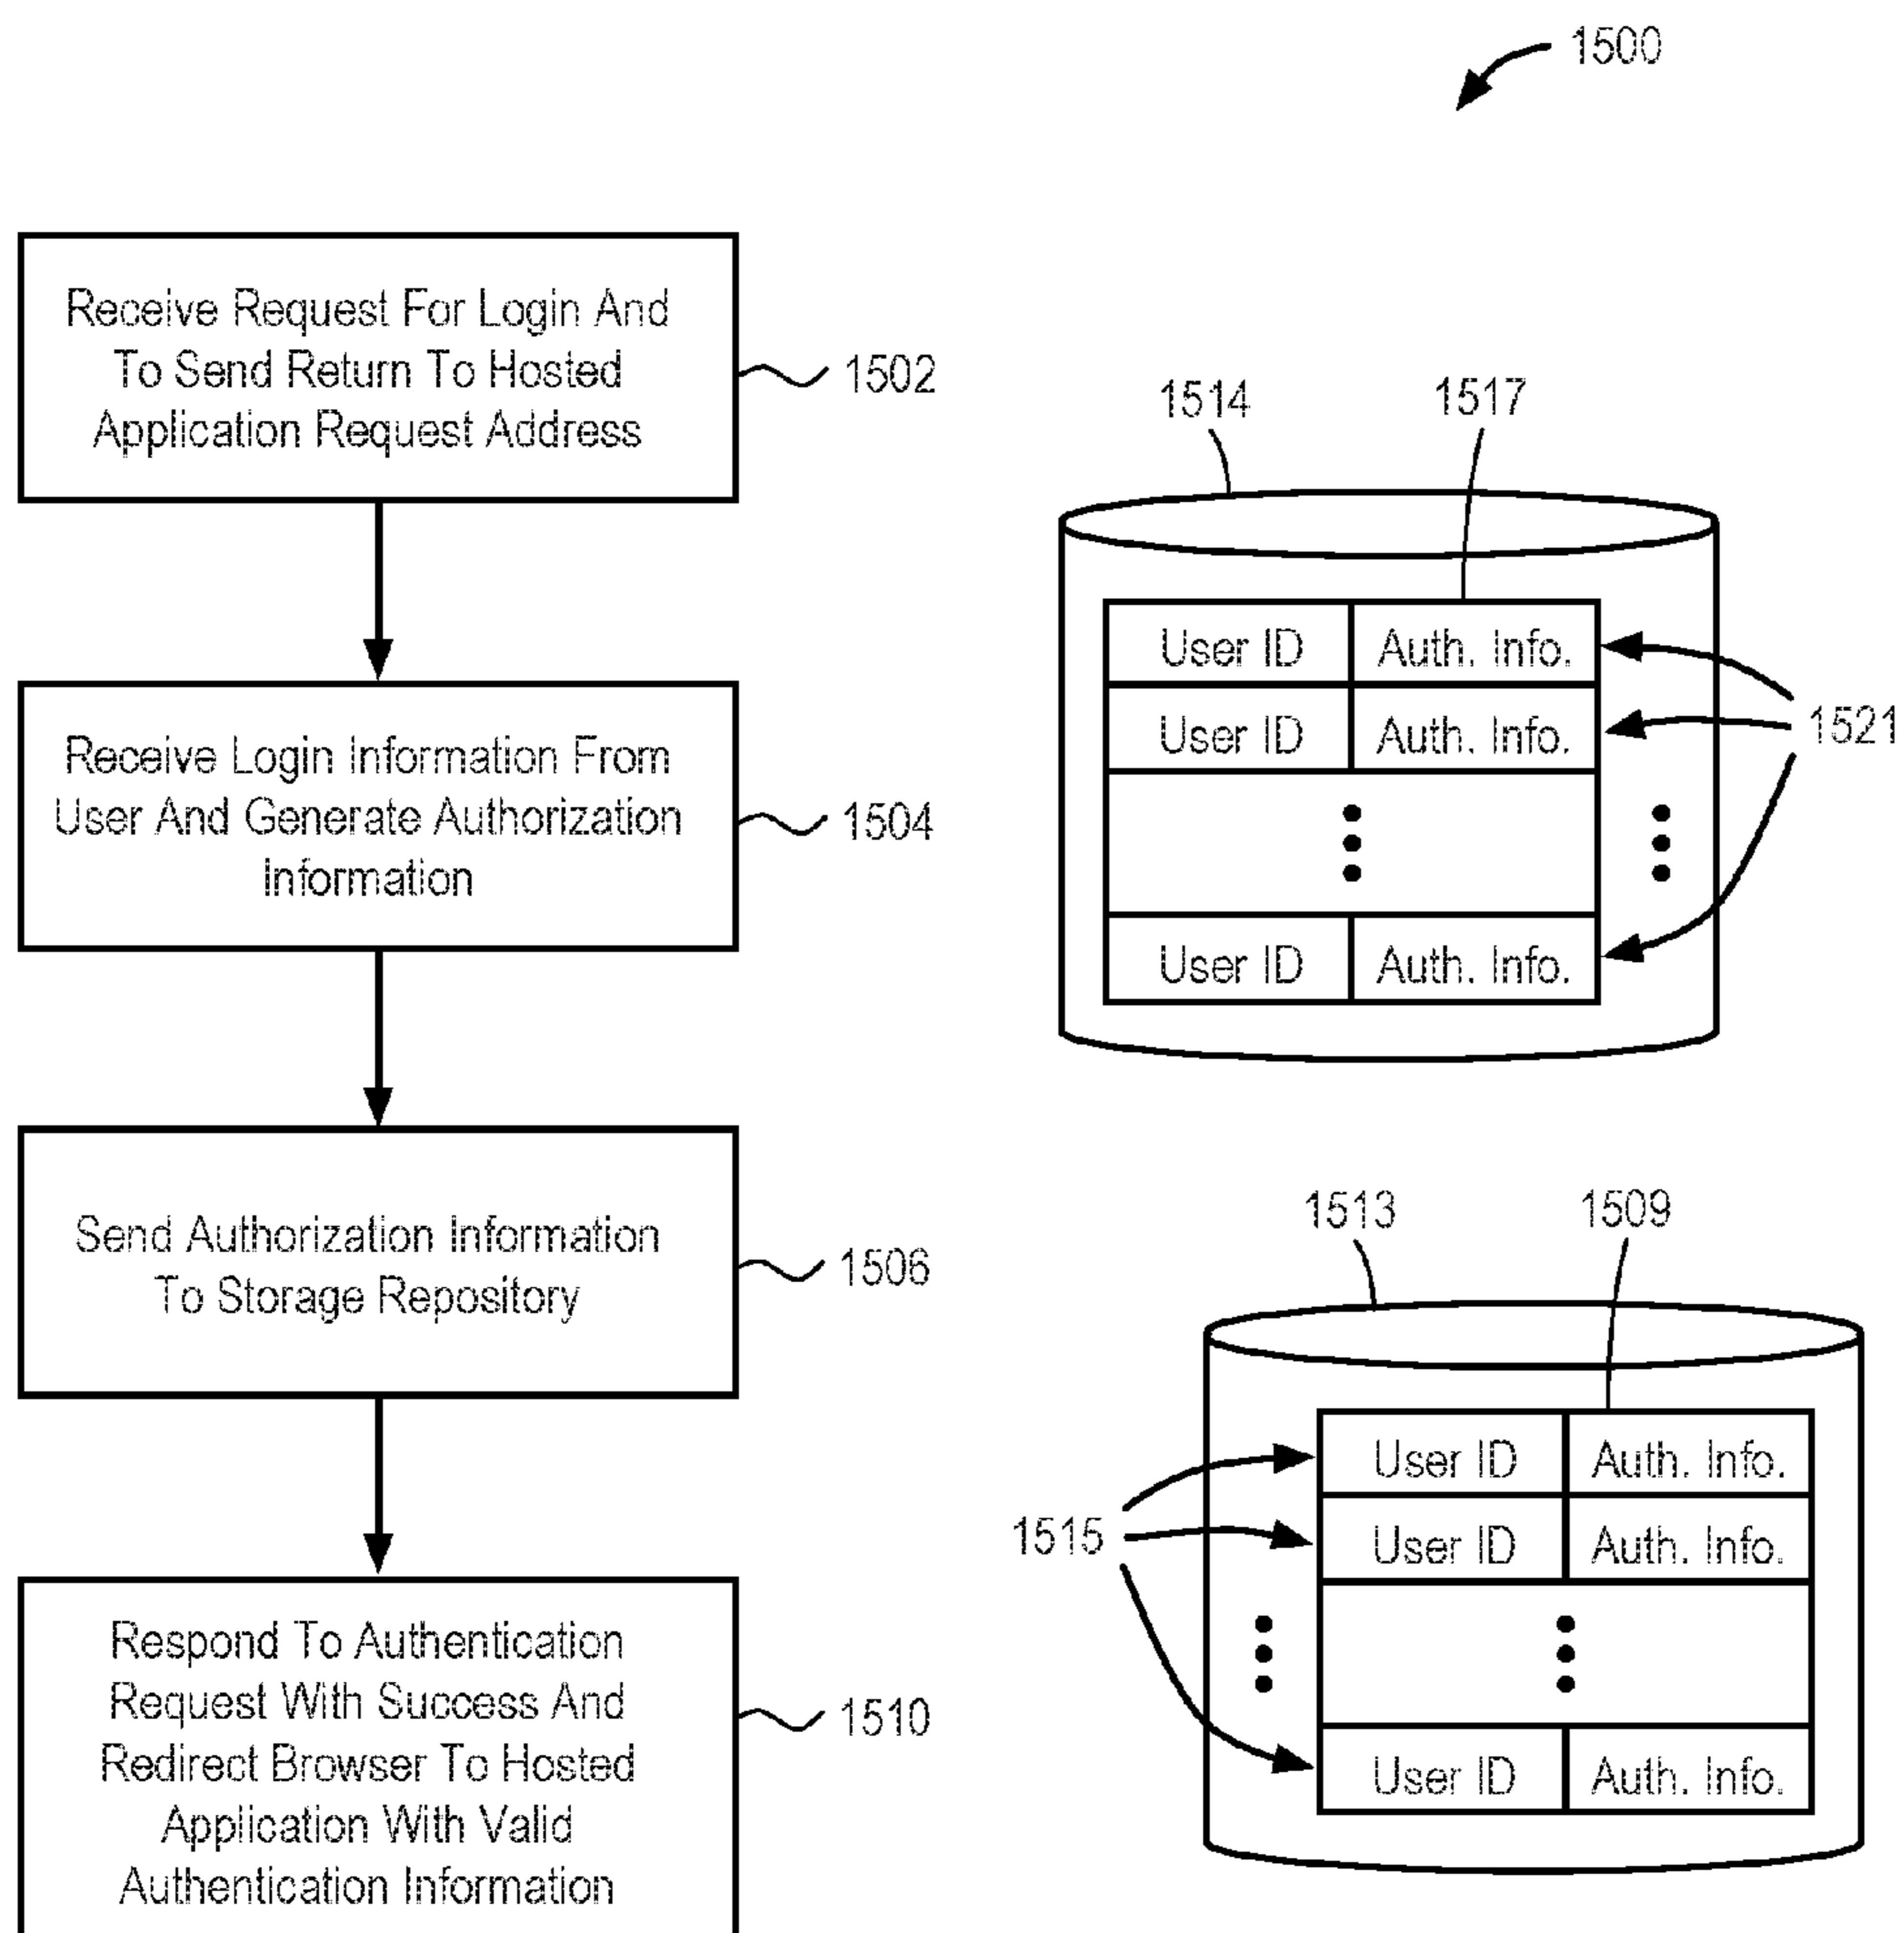 1500
Receive Request For Login And
To Send Return To Hosted
Application Request Address
1502
Receive Login Information From
User And Generate Authorization
Information
1504
Send Authorization Information
To Storage Repository
1506
Respond To Authentication
Request With Success And
Redirect Browser To Hosted
Application With Valid
Authentication Information
1510
1514
1517
User ID Auth. Info.
User ID Auth. Info.
User ID Auth. Info.
1521
1513
1509
User ID Auth. Info.
User ID Auth. Info.
User ID Auth. Info.
1515